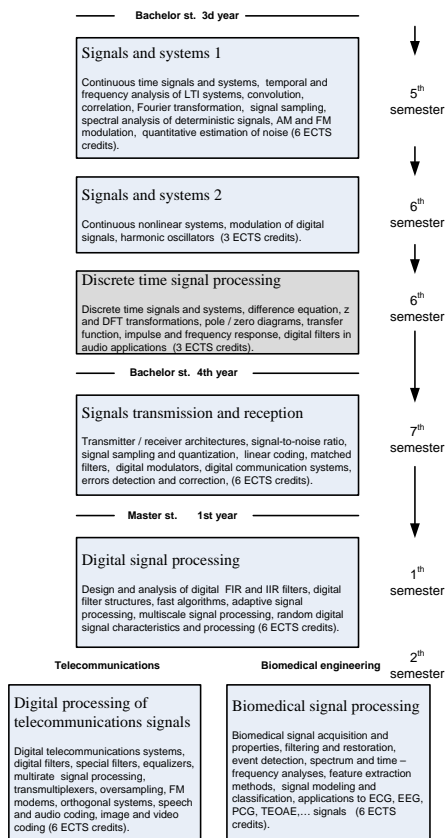 Bachelor st. 3d year
Signals and systems 1
Continuous time signals and systems, temporal and
frequency analysis of LTI systems, convolution,
correlation, Fourier transformation, signal sampling,
spectral analysis of deterministic signals, AM and FM
modulation, quantitative estimation of noise (6 ECTS
credits).
5th
semester
Signals and systems 2
Continuous nonlinear systems, modulation of digital
signals, harmonic oscillators (3 ECTS credits).
6th
semester
Discrete time signal processing
Discrete time signals and systems, difference equation, z
and DFT transformations, pole / zero diagrams, transfer
function, impulse and frequency response, digital filters in
audio applications (3 ECTS credits).
6th
semester
Bachelor st. 4th year
Signals transmission and reception
Transmitter / receiver architectures, signal-to-noise ratio,
signal sampling and quantization, linear coding, matched
filters, digital modulators, digital communication systems,
errors detection and correction, (6 ECTS credits).
7th
semester
Master st. 1st year
Digital signal processing
Design and analysis of digital FIR and IIR filters, digital
filter structures, fast algorithms, adaptive signal
processing, multiscale signal processing, random digital
signal characteristics and processing (6 ECTS credits).
1th
semester
Telecommunications
Biomedical engineering
2th
semester
Digital processing of
telecommunications signals
Digital telecommunications systems,
digital filters, special filters, equalizers,
multirate signal processing,
transmultiplexers, oversampling, FM
modems, orthogonal systems, speech
and audio coding, image and video
coding (6 ECTS credits).
Biomedical signal processing
Biomedical signal acquisition and
properties, filtering and restoration,
event detection, spectrum and time –
frequency analyses, feature extraction
methods, signal modeling and
classification, applications to ECG, EEG,
PCG, TEOAE,… signals (6 ECTS
credits).